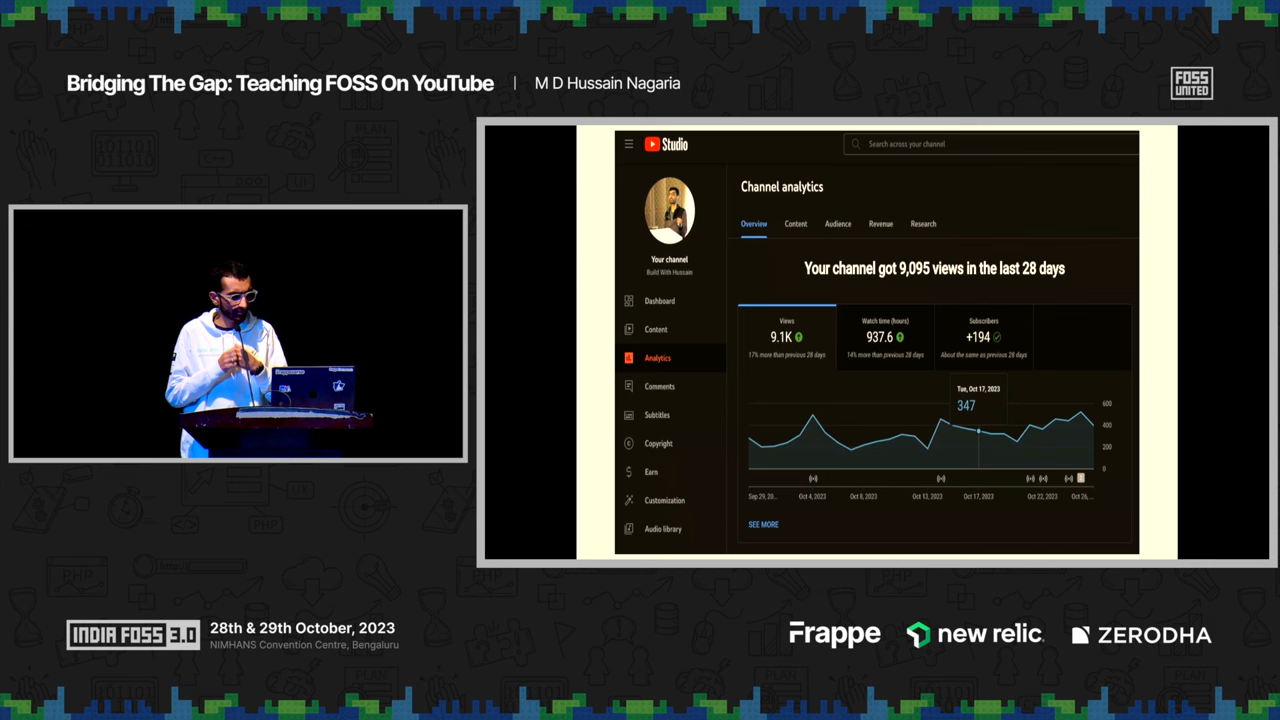 Bridging The Gap: Teaching FOSS On YouTube | M D Hussain Nagaria
FOSS
UNITED
Studio
Search across your channel
Channel analytics
Overview Content Audience Revenue Research
Your channel got 9,095 views in the last 28 days
Your channel
Build With Hussain
Dashboard
Content
Analytics
Comments
Subtitles
Copyright
Earn
Customization
Audio library
Views
9.1K
17% more than previous 28 days
Watch time (hours)
937.6
14% more than previous 28 days
Subscribers
+194
About the same as previous 28 days
Tue, Oct 17, 2023
347
600
400
200
0
Sep 29, 20... Oct 4, 2023 Oct 8, 2023 Oct 13, 2023 Oct 17, 2023 Oct 22, 2023 Oct 26,...
SEE MORE
INDIA FOSS 3.0
28th & 29th October, 2023
NIMHANS Convention Centre, Bengaluru
Frappe
new relic
ZERODHA